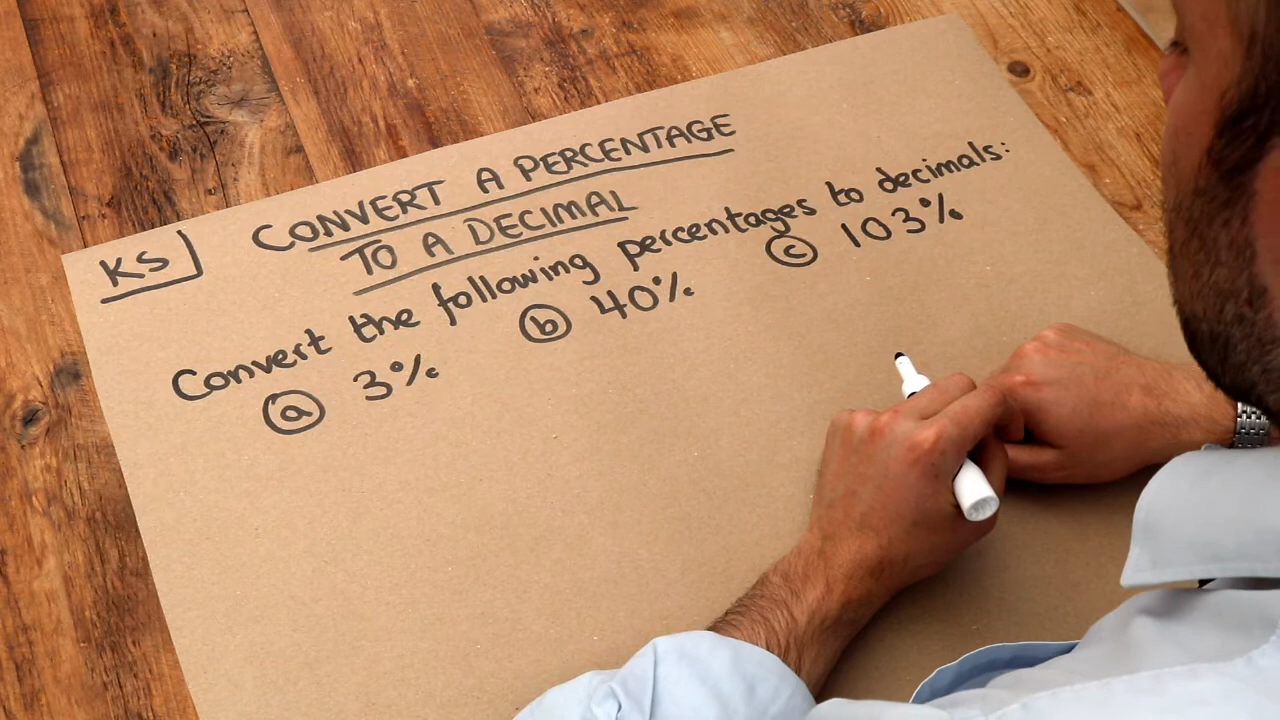 KS
CONVERT A PERCENTAGE
TO A DECIMAL
Convert the following percentages to decimals:
ⓐ 3% ⓑ 40% ⓒ 103%